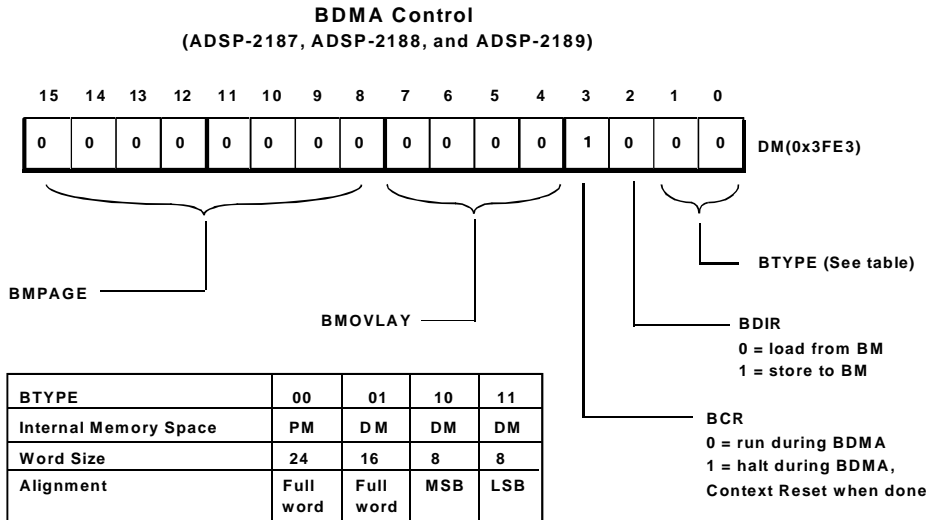 BDMA Control
(ADSP-2187, ADSP-2188, and ADSP-2189)
15 14 13 12 11 10 9 8 7 6 5 4 3 2 1 0
0 0 0 0 0 0 0 0 0 0 0 0 1 0 0 0 DM(0x3FE3)
BTYPE (See table)
BMPAGE
BMOVLAY
BDIR
0 = load from BM
1 = store to BM
BTYPE 00 01 10 11
Internal Memory Space PM DM DM DM
Word Size 24 16 8 8
Alignment Full word Full word MSB LSB
BCR
0 = run during BDMA
1 = halt during BDMA,
Context Reset when done